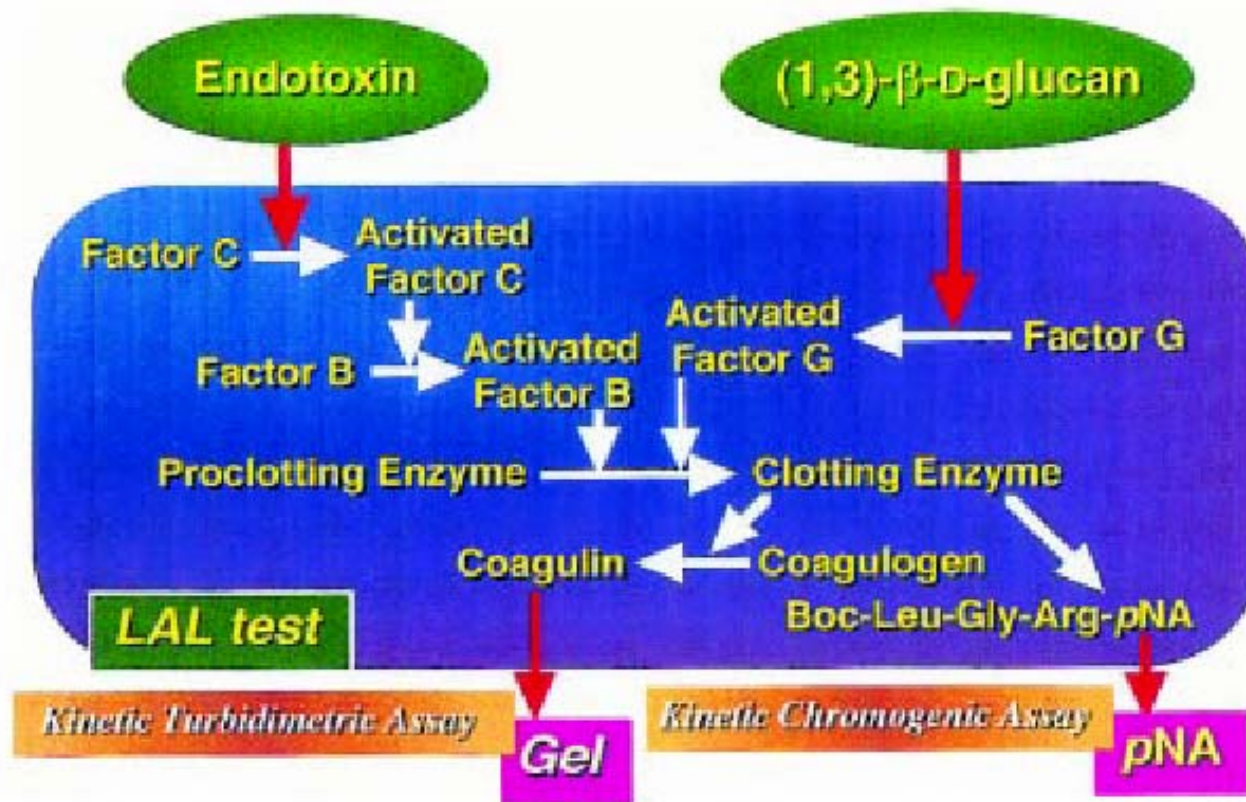 Endotoxin
(1,3)-β-D-glucan
Factor C
Activated
Factor C
Activated
Factor G
Factor G
Factor B
Activated
Factor B
Proclotting Enzyme
Clotting Enzyme
Coagulin
Coagulogen
Boc-Leu-Gly-Arg-pNA
LAL test
Kinetic Turbidimetric Assay
Gel
Kinetic Chromogenic Assay
pNA